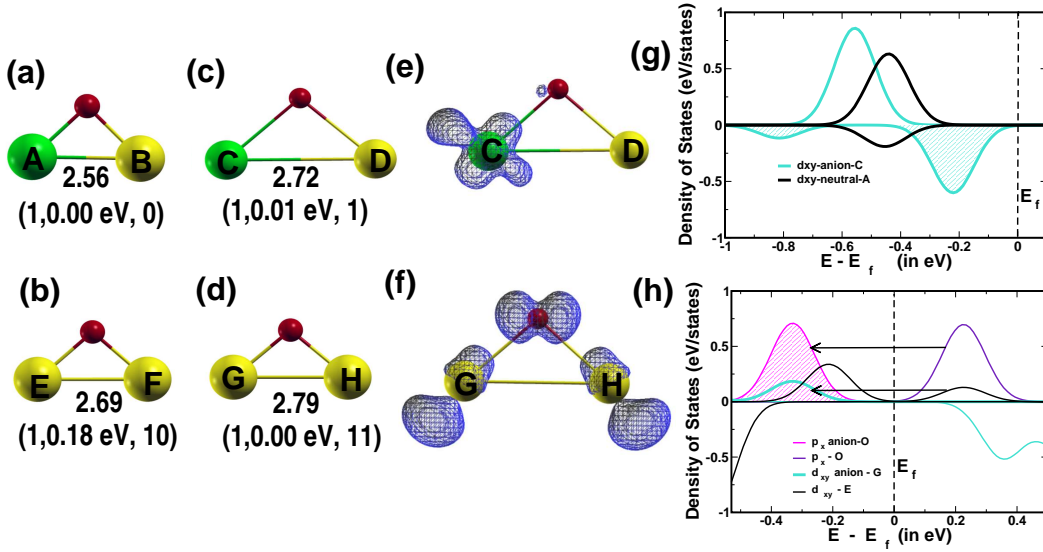 (a)
A
B
2.56
(1,0.00 eV, 0)
(c)
C
D
2.72
(1,0.01 eV, 1)
(e)
C
D
(g)
Density of States (eV/states)
1
0.5
0
-0.5
-1
dxy-anion-C
dxy-neutral-A
E f
-1
-0.8
-0.6
-0.4
-0.2
0
E - E f (in eV)
(b)
E
F
2.69
(1,0.18 eV, 10)
(d)
G
H
2.79
(1,0.00 eV, 11)
(f)
G
H
(h)
Density of States (eV/states)
1
0.5
0
-0.5
-1
p x anion-O
p x - O
d xy anion - G
d xy - E
E f
-0.4
-0.2
0
0.2
0.4
E - E f (in eV)